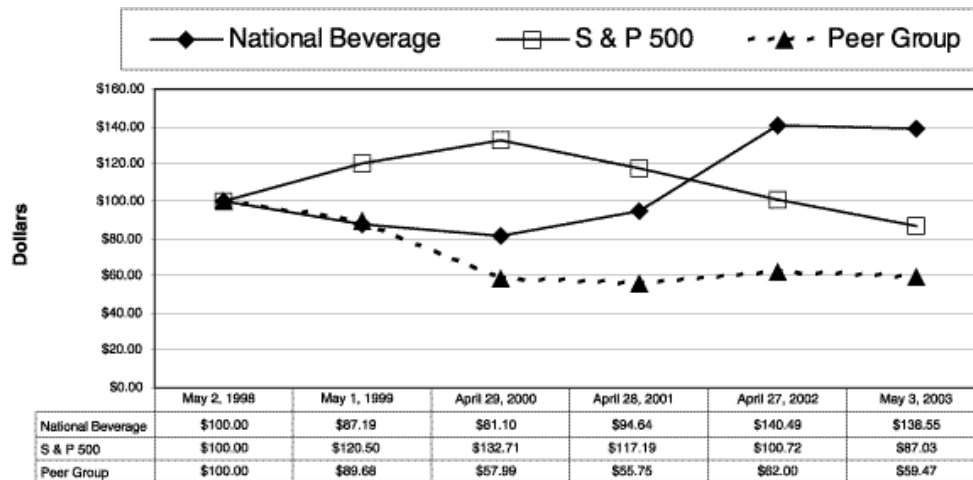 National Beverage S & P 500 Peer Group
$160.00
$140.00
$120.00
$100.00
$80.00
$60.00
$40.00
$20.00
$0.00
Dollars
May 2, 1998 May 1, 1999 April 29, 2000 April 28, 2001 April 27, 2002 May 3, 2003
National Beverage $100.00 $87.19 $81.10 $94.64 $140.49 $138.55
S & P 500 $100.00 $120.50 $132.71 $117.19 $100.72 $87.03
Peer Group $100.00 $89.68 $57.99 $55.75 $62.00 $59.47